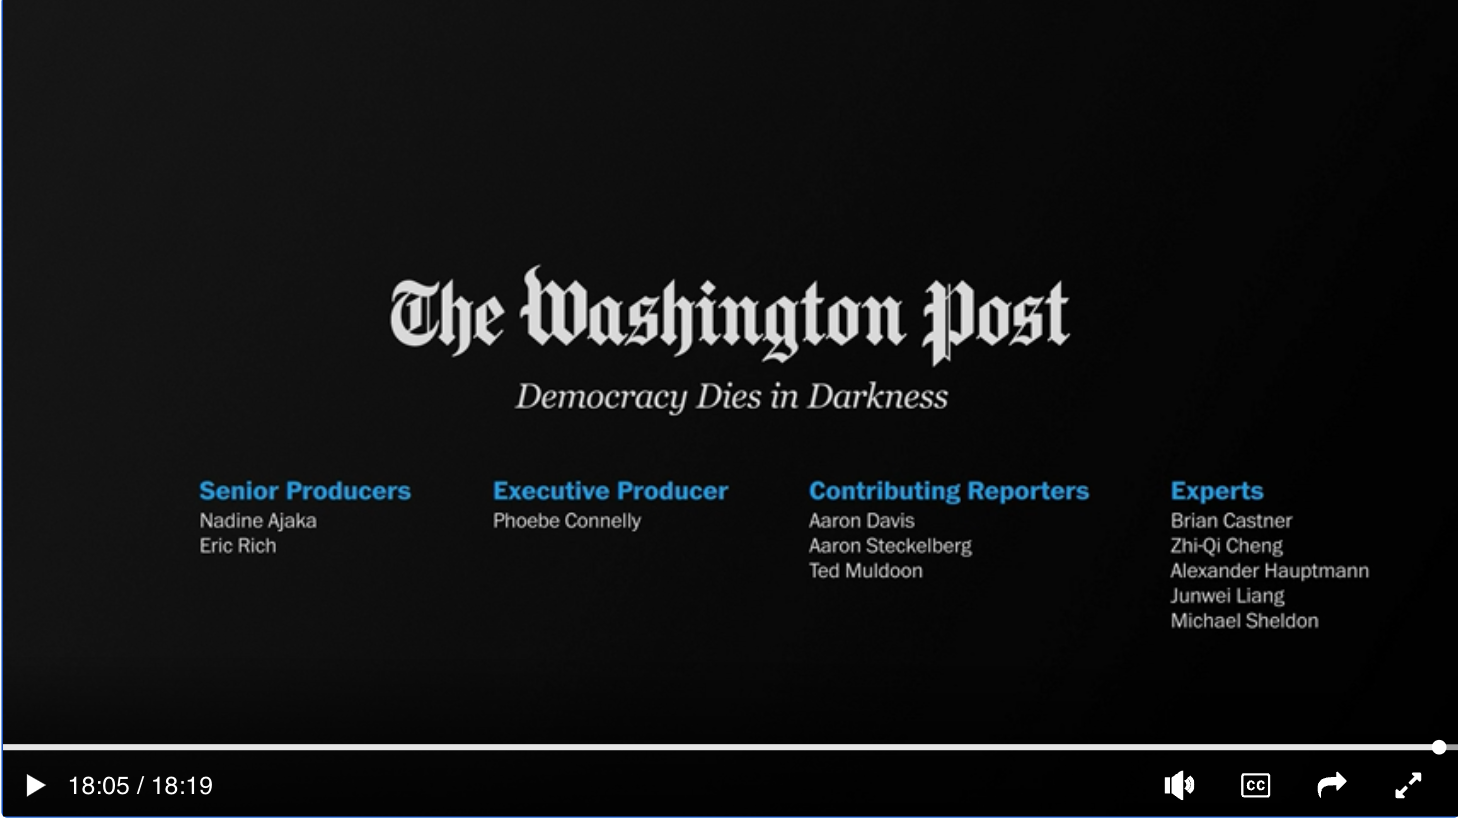 The Washington Post
Democracy Dies in Darkness
Senior Producers
Nadine Ajaka
Eric Rich
Executive Producer
Phoebe Connelly
Contributing Reporters
Aaron Davis
Aaron Steckelberg
Ted Muldoon
Experts
Brian Castner
Zhi-Qi Cheng
Alexander Hauptmann
Junwei Liang
Michael Sheldon
18:05 / 18:19
CC